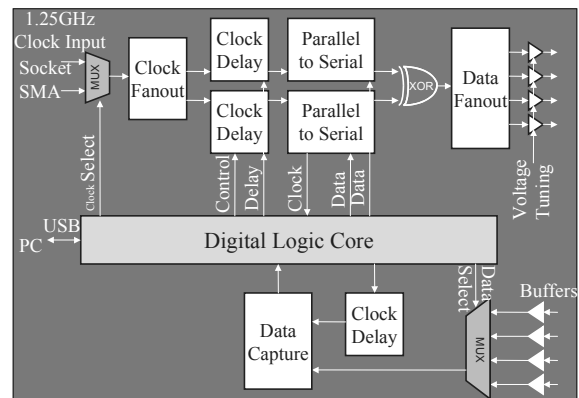 1.25GHz
Clock Input
Socket
SMA
MUX
Clock
Fanout
Clock
Delay
Clock
Delay
Parallel
to Serial
Parallel
to Serial
XOR
Data
Fanout
Clock Select
Control
Delay
Clock
Data
Data
Voltage
Tuning
USB
PC
Digital Logic Core
Data
Capture
Clock
Delay
Data
Select
MUX
Buffers